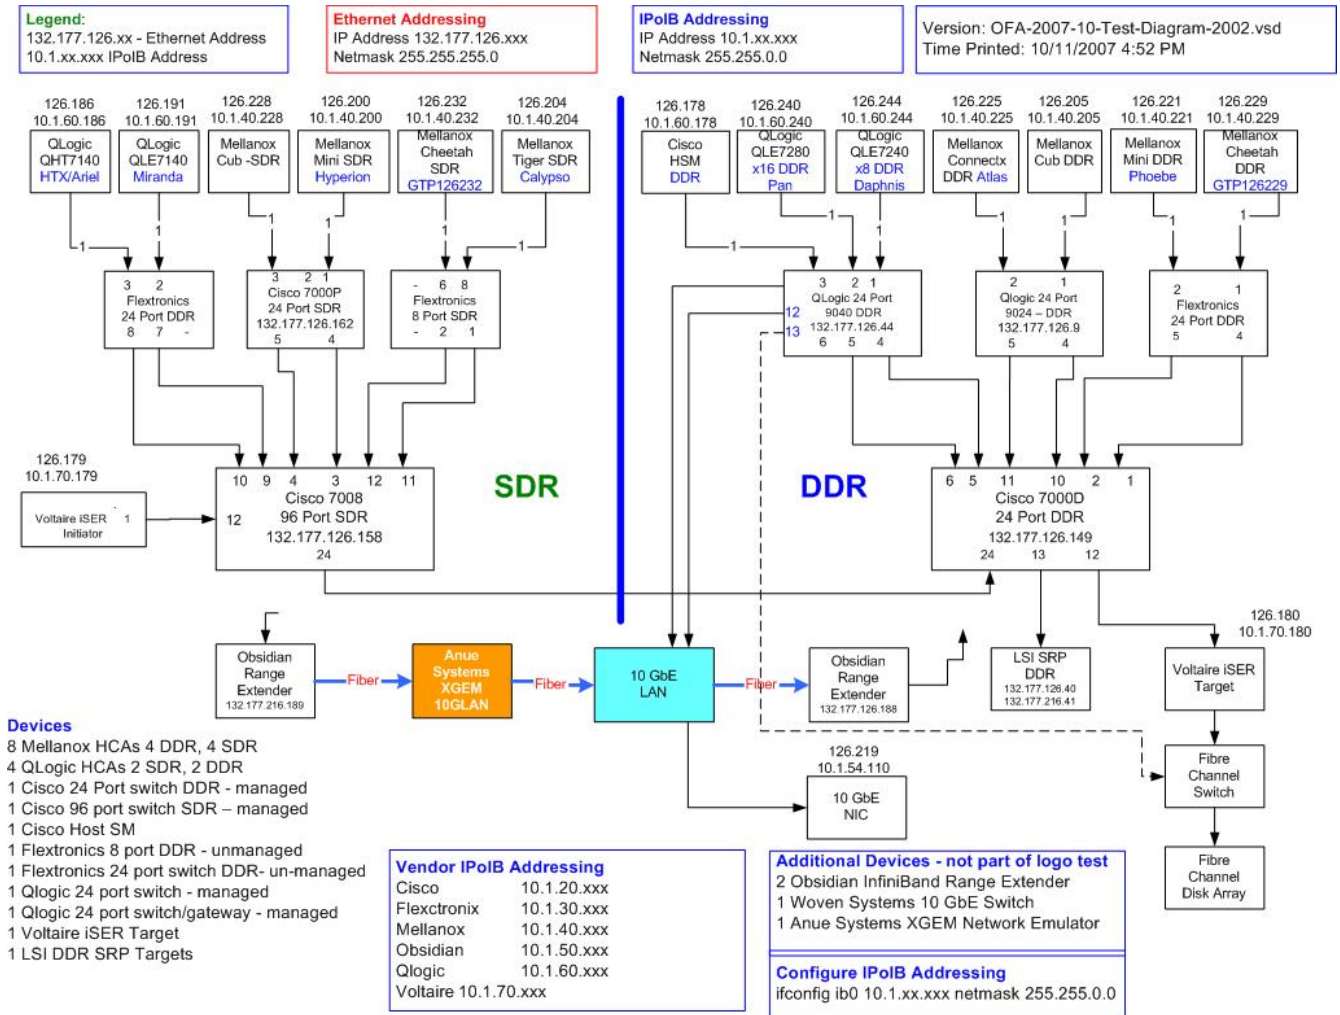 Legend:
132.177.126.xx - Ethernet Address
10.1.xx.xxx IPoIB Address
Ethernet Addressing
IP Address 132.177.126.xxx
Netmask 255.255.255.0
IPoIB Addressing
IP Address 10.1.xx.xxx
Netmask 255.255.0.0
Version: OFA-2007-10-Test-Diagram-2002.vsd
Time Printed: 10/11/2007 4:52 PM
126.186
10.1.60.186
QLogic
QHT7140
HTX/Ariel
126.191
10.1.60.191
QLogic
QLE7140
Miranda
126.228
10.1.40.228
Mellanox
Cub -SDR
126.200
10.1.40.200
Mellanox
Mini SDR
Hyperion
126.232
10.1.40.232
Mellanox
Cheetah
SDR
GTP126232
126.204
10.1.40.204
Mellanox
Tiger SDR
Calypso
126.178
10.1.60.178
Cisco
HSM
DDR
126.240
10.1.60.240
QLogic
QLE7280
x16 DDR
Pan
126.244
10.1.60.244
QLogic
QLE7240
x8 DDR
Daphnis
126.225
10.1.40.225
Mellanox
Connectx
DDR Atlas
126.205
10.1.40.205
Mellanox
Cub DDR
126.221
10.1.40.221
Mellanox
Mini DDR
Phoebe
126.229
10.1.40.229
Mellanox
Cheetah
DDR
GTP126229
1
1
1
1
1
1
1
1
1
1
1
1
1
3 2
Flextronics
24 Port DDR
8 7 -
3 2 1
Cisco 7000P
24 Port SDR
132.177.126.162
5 4
- 6 8
Flextronics
8 Port SDR
- 2 1
3 2 1
QLogic 24 Port
12
9040 DDR
13
132.177.126.44
6 5 4
2 1
Qlogic 24 Port
9024 – DDR
132.177.126.9
5 4
2 1
Flextronics
24 Port DDR
5 4
126.179
10.1.70.179
Voltaire iSER
Initiator
- 1
10 9 4 3 12 11
Cisco 7008
12
96 Port SDR
132.177.126.158
24
SDR
DDR
6 5 11 10 2 1
Cisco 7000D
24 Port DDR
132.177.126.149
24 13 12
Obsidian
Range
Extender
132.177.216.189
Fiber
Anue
Systems
XGEM
10GLAN
Fiber
10 GbE
LAN
Fiber
Obsidian
Range
Extender
132.177.126.188
LSI SRP
DDR
132.177.126.40
132.177.216.41
126.180
10.1.70.180
Voltaire iSER
Target
126.219
10.1.54.110
10 GbE
NIC
Fibre
Channel
Switch
Fibre
Channel
Disk Array
Devices
8 Mellanox HCAs 4 DDR, 4 SDR
4 QLogic HCAs 2 SDR, 2 DDR
1 Cisco 24 Port switch DDR - managed
1 Cisco 96 port switch SDR – managed
1 Cisco Host SM
1 Flextronics 8 port DDR - unmanaged
1 Flextronics 24 port switch DDR- un-managed
1 Qlogic 24 port switch - managed
1 Qlogic 24 port switch/gateway - managed
1 Voltaire iSER Target
1 LSI DDR SRP Targets
Vendor IPoIB Addressing
Cisco 10.1.20.xxx
Flexctronix 10.1.30.xxx
Mellanox 10.1.40.xxx
Obsidian 10.1.50.xxx
Qlogic 10.1.60.xxx
Voltaire 10.1.70.xxx
Additional Devices - not part of logo test
2 Obsidian InfiniBand Range Extender
1 Woven Systems 10 GbE Switch
1 Anue Systems XGEM Network Emulator
Configure IPoIB Addressing
ifconfig ib0 10.1.xx.xxx netmask 255.255.0.0